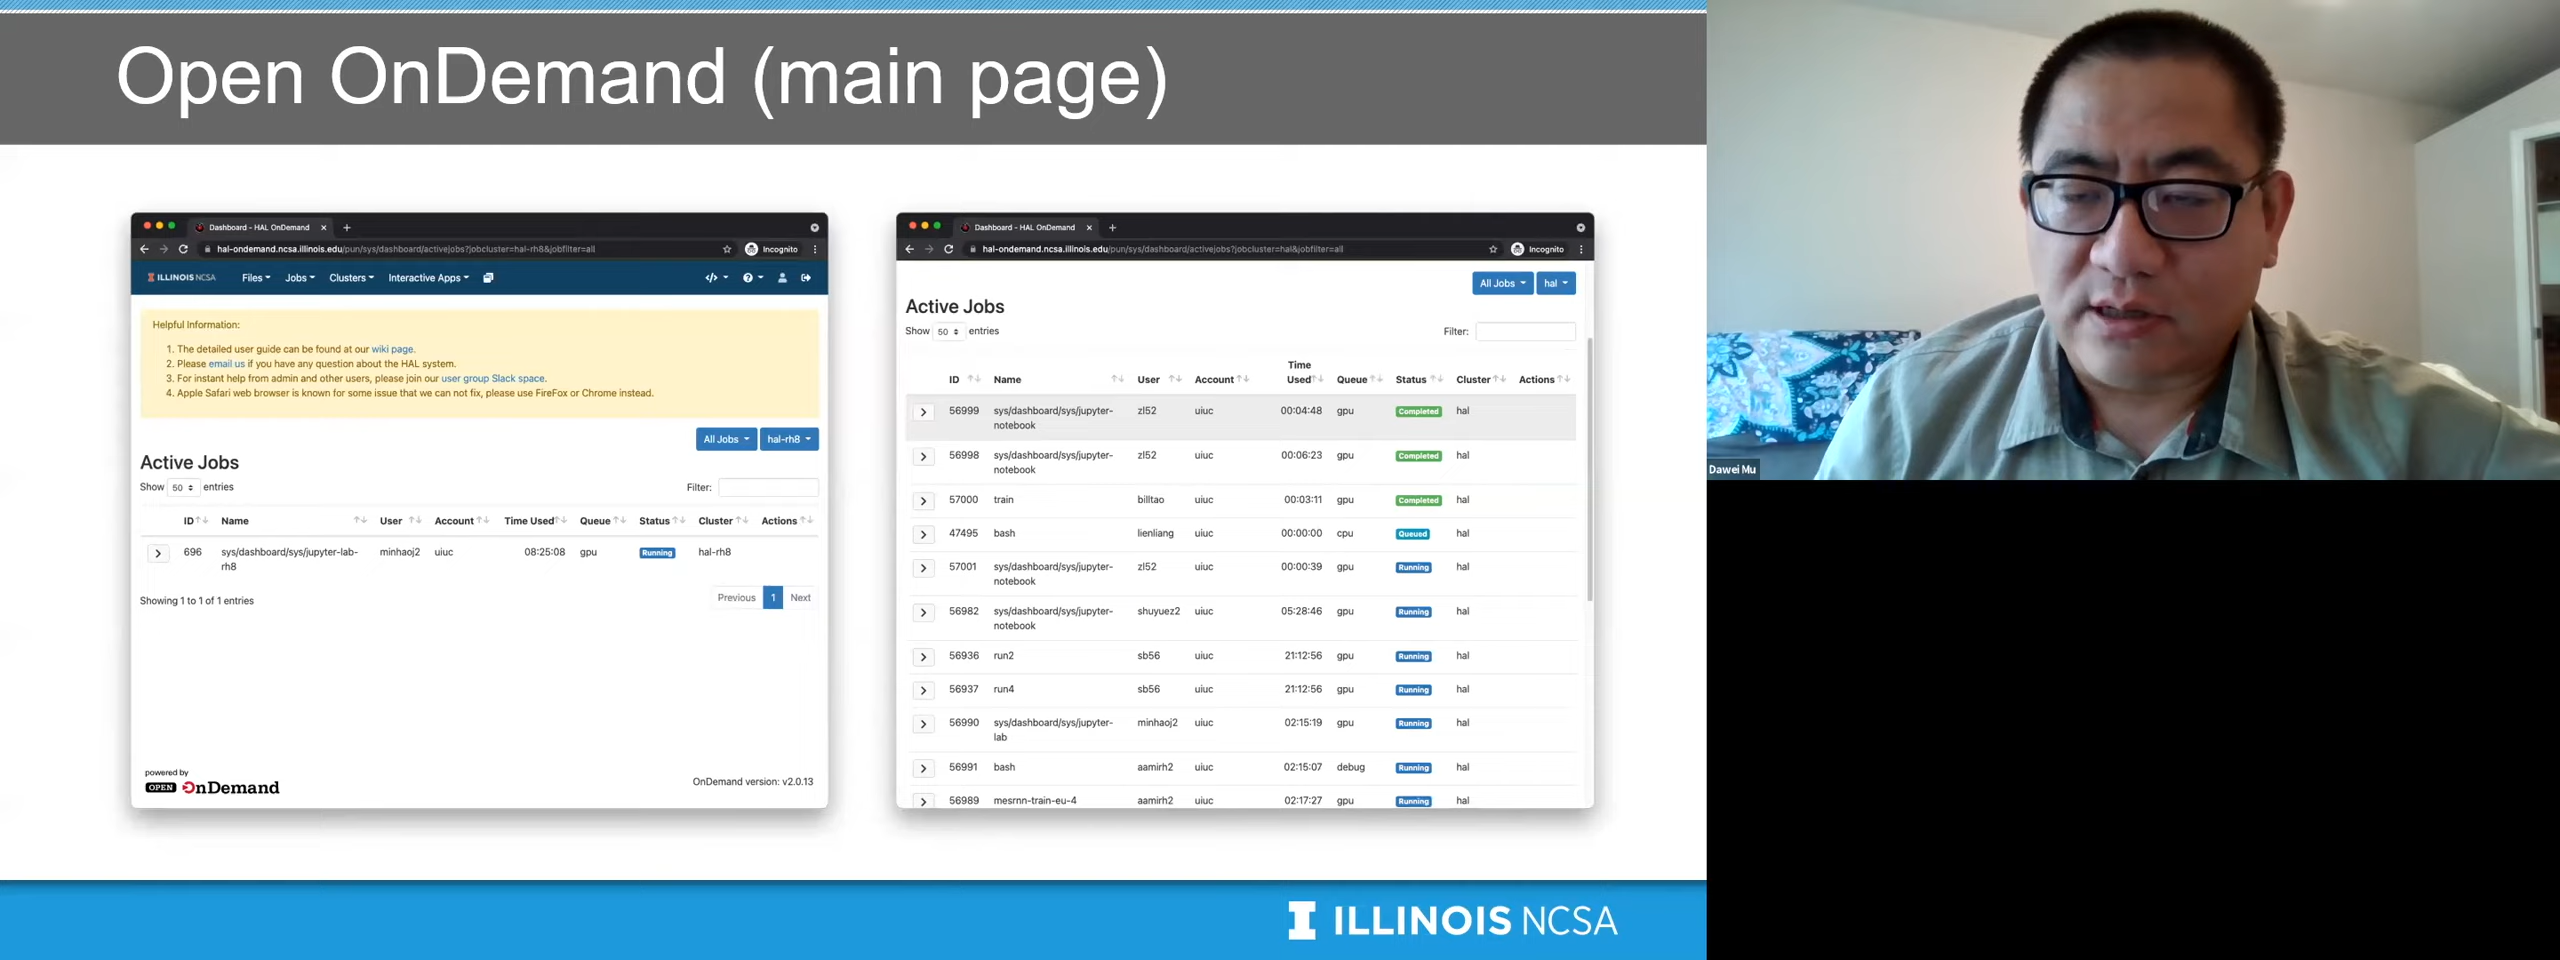 Open OnDemand (main page)
Dashboard - HAL OnDemand
hal-ondemand.ncsa.illinois.edu/pun/sys/dashboard/activejobs?jobcluster=hal-rh8&jobfilter=all
Incognito
ILLINOIS NCSA Files Jobs Clusters Interactive Apps
Helpful Information:
1. The detailed user guide can be found at our wiki page.
2. Please email us if you have any question about the HAL system.
3. For instant help from admin and other users, please join our user group Slack space.
4. Apple Safari web browser is known for some issue that we can not fix, please use FireFox or Chrome instead.
All Jobs hal-rh8
Active Jobs
Show 50 entries Filter:
ID Name User Account Time Used Queue Status Cluster Actions
696 sys/dashboard/sys/jupyter-lab- minhaoj2 uiuc 08:25:08 gpu Running hal-rh8
rh8
Showing 1 to 1 of 1 entries Previous 1 Next
powered by
OPEN OnDemand
OnDemand version: v2.0.13
Dashboard - HAL OnDemand
hal-ondemand.ncsa.illinois.edu/pun/sys/dashboard/activejobs?jobcluster=hal&jobfilter=all
Incognito
All Jobs hal
Active Jobs
Show 50 entries Filter:
Time
ID Name User Account Used Queue Status Cluster Actions
56999 sys/dashboard/sys/jupyter- zl52 uiuc 00:04:48 gpu Completed hal
notebook
56998 sys/dashboard/sys/jupyter- zl52 uiuc 00:06:23 gpu Completed hal
notebook
57000 train billtao uiuc 00:03:11 gpu Completed hal
47495 bash lienliang uiuc 00:00:00 cpu Queued hal
57001 sys/dashboard/sys/jupyter- zl52 uiuc 00:00:39 gpu Running hal
notebook
56982 sys/dashboard/sys/jupyter- shuyuez2 uiuc 05:28:46 gpu Running hal
notebook
56936 run2 sb56 uiuc 21:12:56 gpu Running hal
56937 run4 sb56 uiuc 21:12:56 gpu Running hal
56990 sys/dashboard/sys/jupyter- minhaoj2 uiuc 02:15:19 gpu Running hal
lab
56991 bash aamirh2 uiuc 02:15:07 debug Running hal
56989 mesrnn-train-eu-4 aamirh2 uiuc 02:17:27 gpu Running hal
ILLINOIS NCSA
Dawei Mu